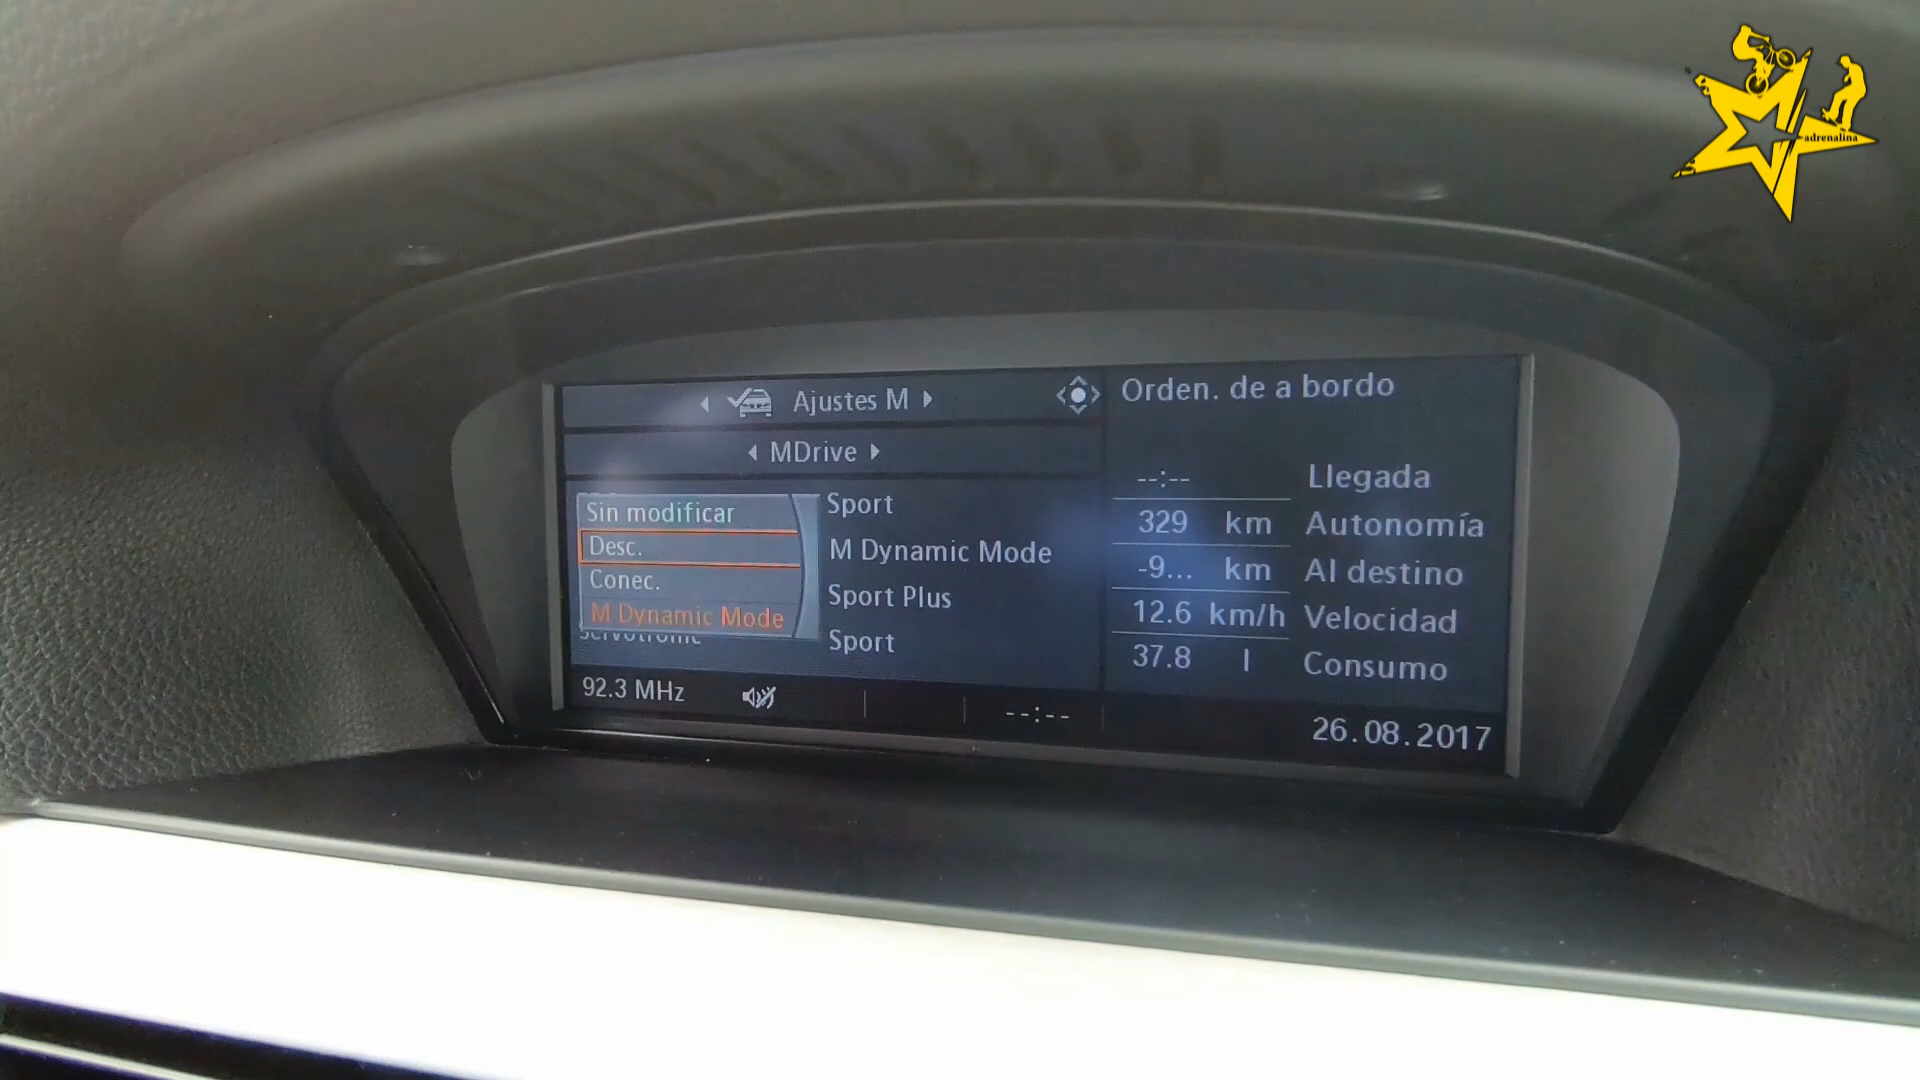 adrenalina
Ajustes M
MDrive
Sin modificar
Desc.
Conec.
M Dynamic Mode
Servotronic
Sport
M Dynamic Mode
Sport Plus
Sport
Orden. de a bordo
--:-- Llegada
329 km Autonomía
-9... km Al destino
12.6 km/h Velocidad
37.8 l Consumo
92.3 MHz
--:--
26.08.2017